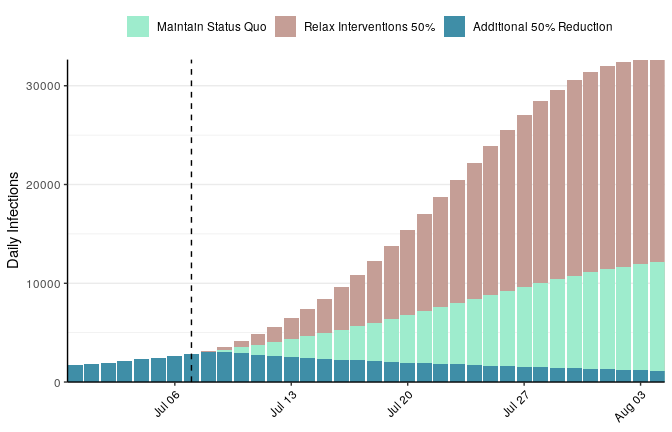 Maintain Status Quo Relax Interventions 50% Additional 50% Reduction
Daily Infections
30000
20000
10000
0
Jul 06 Jul 13 Jul 20 Jul 27 Aug 03